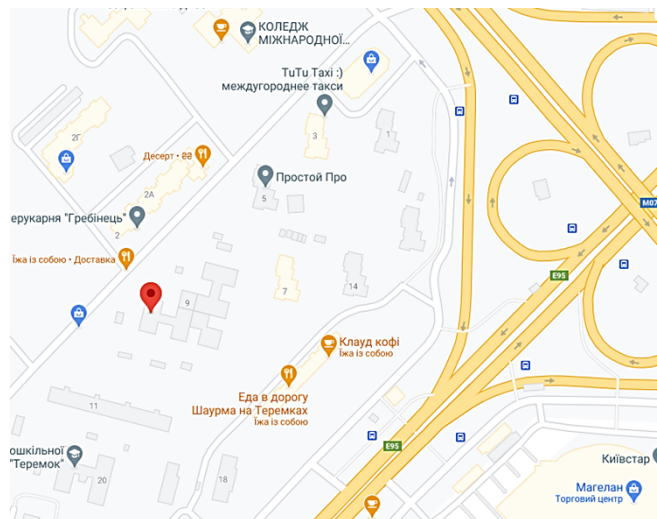 КОЛЕДЖ
МІЖНАРОДНОЇ...
TuTu Taxi :)
междугороднее такси
3
1
2Г
Десерт • ₴₴
2А
Простой Про
5
M07
ерукарня "Гребінець"
2
Їжа із собою • Доставка
E95
9
7
14
Клауд кофі
Їжа із собою
Еда в дорогу
Шаурма на Теремках
Їжа із собою
11
E95
ошкільної
"Теремок"
20
18
Київстар
Магелан
Торговий центр